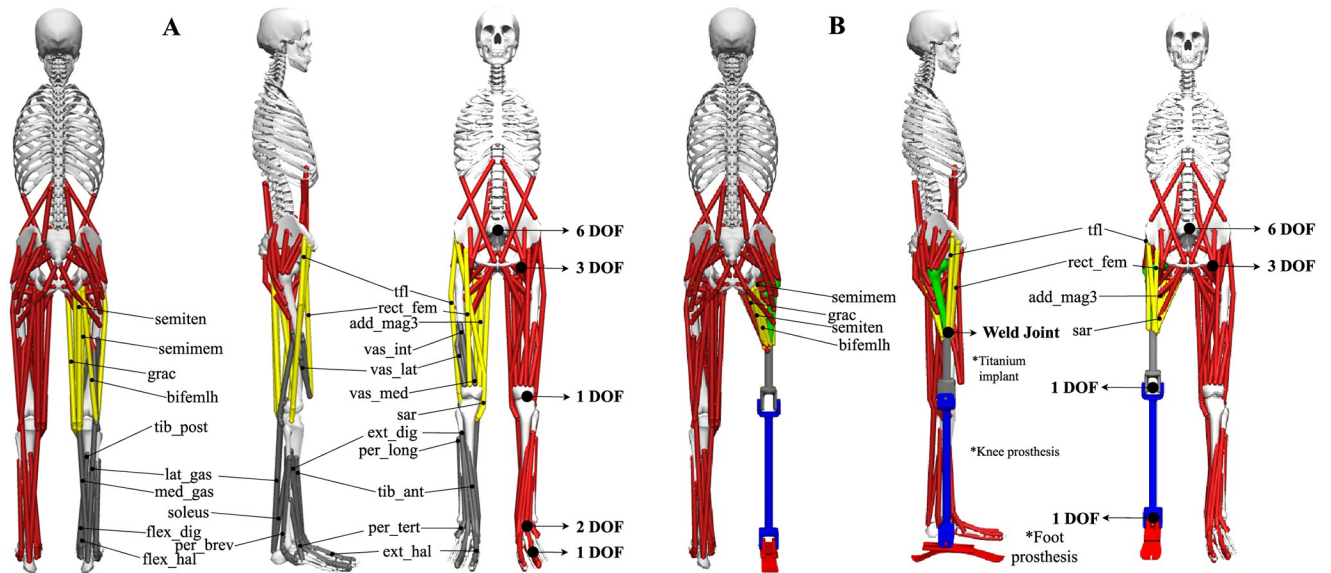 A
6 DOF
3 DOF
tfl
rect_fem
add_mag3
semiten
vas_int
semimem
vas_lat
grac
vas_med
1 DOF
bifemlh
sar
tib_post
ext_dig
per_long
lat_gas
med_gas
tib_ant
soleus
flex_dig
per_tert
2 DOF
per_brev
flex_hal
ext_hal
1 DOF
B
tfl
6 DOF
rect_fem
3 DOF
semimem
add_mag3
grac
semiten
sar
bifemlh
Weld Joint
*Titanium
implant
1 DOF
*Knee prosthesis
1 DOF
*Foot
prosthesis